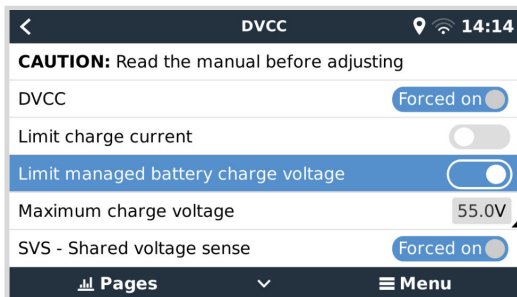 DVCC 14:14
CAUTION: Read the manual before adjusting
DVCC Forced on
Limit charge current
Limit managed battery charge voltage
Maximum charge voltage 55.0V
SVS - Shared voltage sense Forced on
Pages Menu